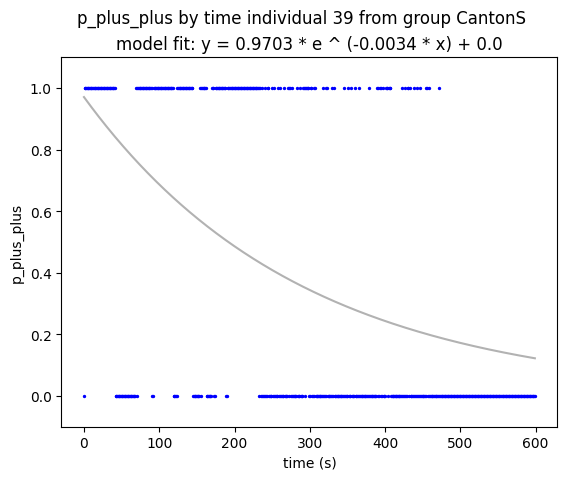 p_plus_plus by time individual 39 from group CantonS
model fit: y = 0.9703 * e ^ (-0.0034 * x) + 0.0
1.0
0.8
0.6
0.4
0.2
0.0
p_plus_plus
0 100 200 300 400 500 600
time (s)